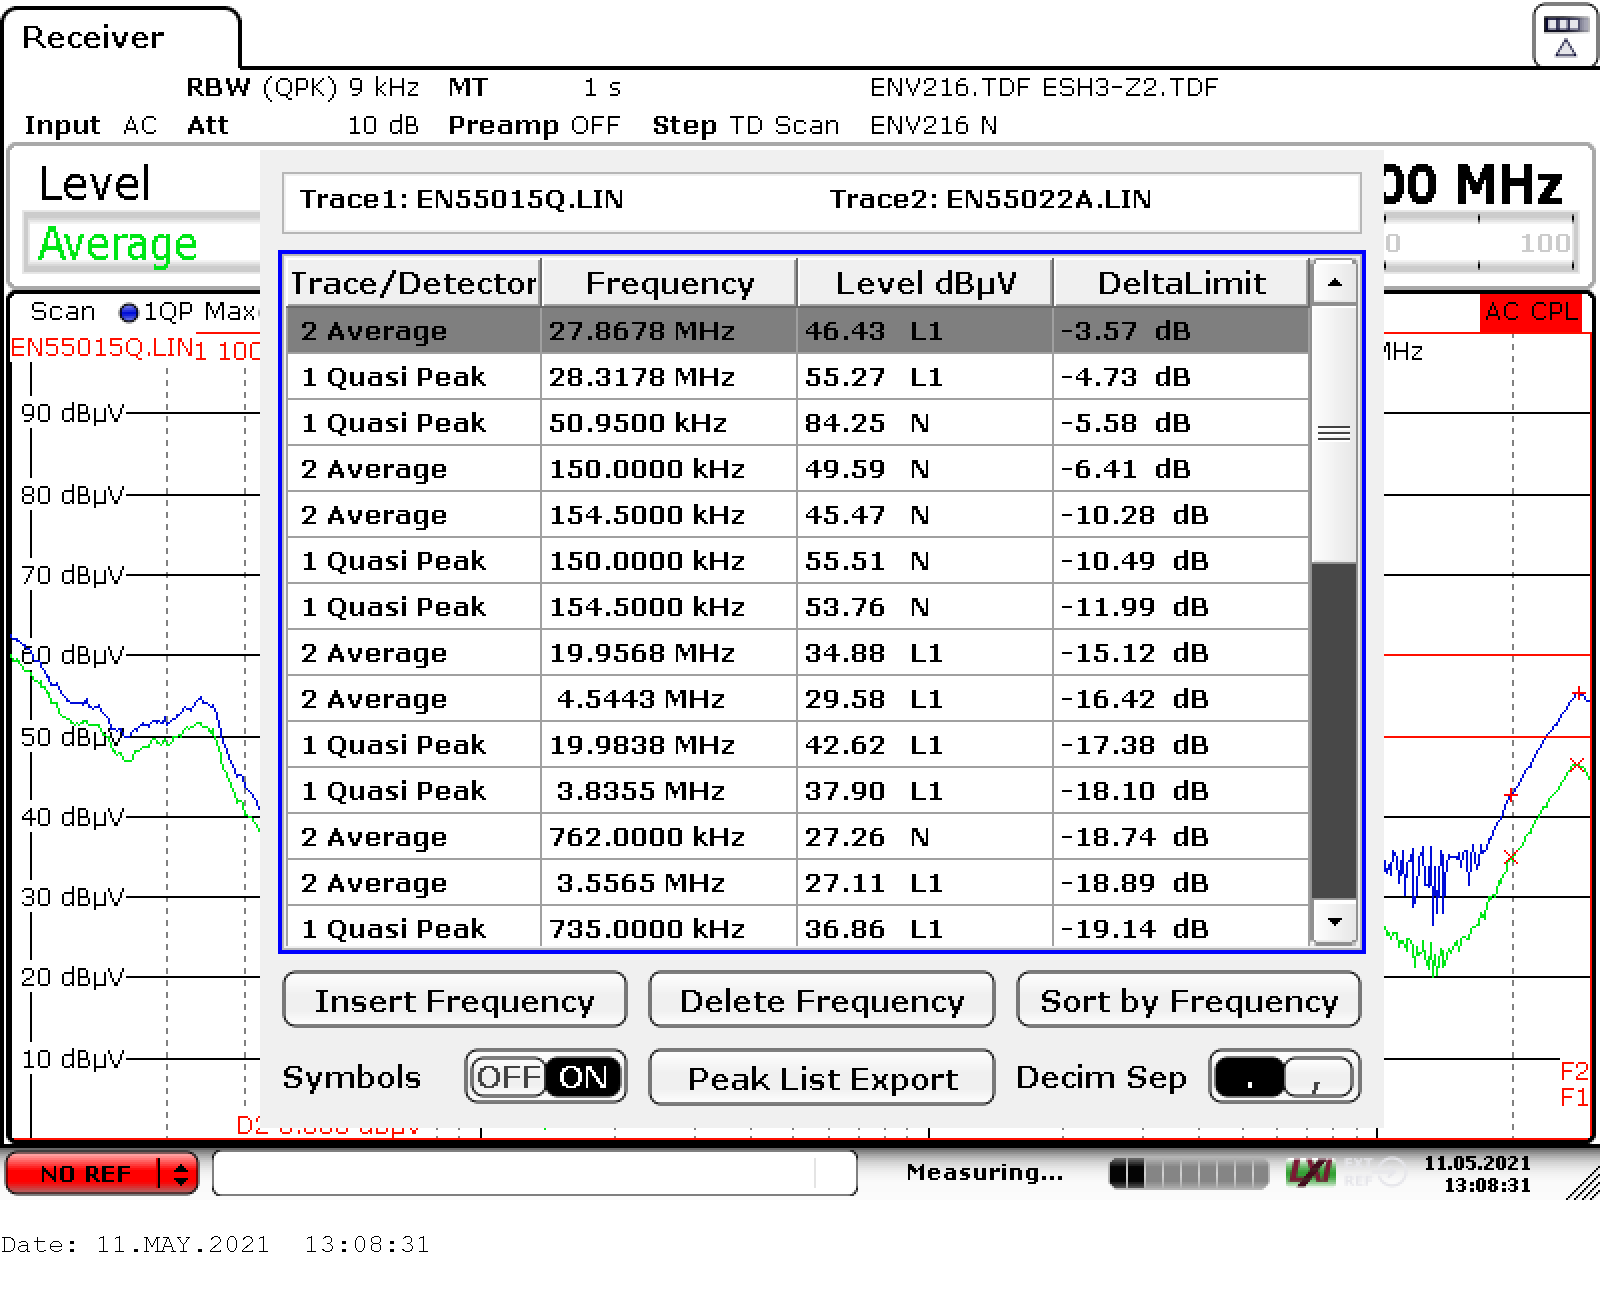 Receiver
RBW (QPK) 9 kHz MT 1 s ENV216.TDF ESH3-Z2.TDF
Input AC Att 10 dB Preamp OFF Step TD Scan ENV216 N
Level 00 MHz
Average 0 100
Trace1: EN55015Q.LIN Trace2: EN55022A.LIN
Trace/Detector Frequency Level dBµV DeltaLimit
2 Average 27.8678 MHz 46.43 L1 -3.57 dB
1 Quasi Peak 28.3178 MHz 55.27 L1 -4.73 dB
1 Quasi Peak 50.9500 kHz 84.25 N -5.58 dB
2 Average 150.0000 kHz 49.59 N -6.41 dB
2 Average 154.5000 kHz 45.47 N -10.28 dB
1 Quasi Peak 150.0000 kHz 55.51 N -10.49 dB
1 Quasi Peak 154.5000 kHz 53.76 N -11.99 dB
2 Average 19.9568 MHz 34.88 L1 -15.12 dB
2 Average 4.5443 MHz 29.58 L1 -16.42 dB
1 Quasi Peak 19.9838 MHz 42.62 L1 -17.38 dB
1 Quasi Peak 3.8355 MHz 37.90 L1 -18.10 dB
2 Average 762.0000 kHz 27.26 N -18.74 dB
2 Average 3.5565 MHz 27.11 L1 -18.89 dB
1 Quasi Peak 735.0000 kHz 36.86 L1 -19.14 dB
Insert Frequency Delete Frequency Sort by Frequency
Symbols OFF ON Peak List Export Decim Sep . ,
Scan 1QP Max AC CPL
EN55015Q.LIN 1 100 MHz
90 dBµV
80 dBµV
70 dBµV
60 dBµV
50 dBµV
40 dBµV
30 dBµV
20 dBµV
10 dBµV
F2
F1
D2 0.000 dBµV
NO REF Measuring... LXI EXT REF 11.05.2021
13:08:31
Date: 11.MAY.2021 13:08:31